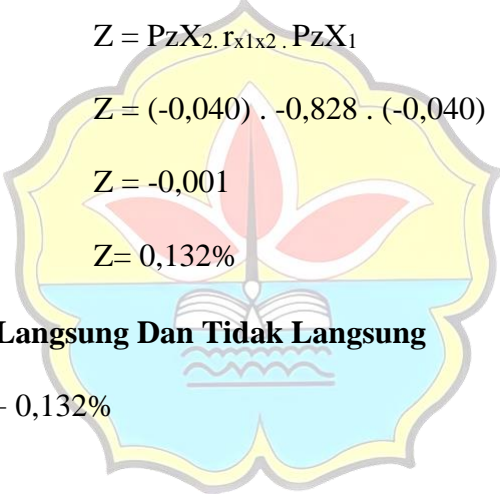 Z = PzX₂. rₓ₁ₓ₂ . PzX₁
Z = (-0,040) . -0,828 . (-0,040)
Z = -0,001
Z= 0,132%
Langsung Dan Tidak Langsung
– 0,132%